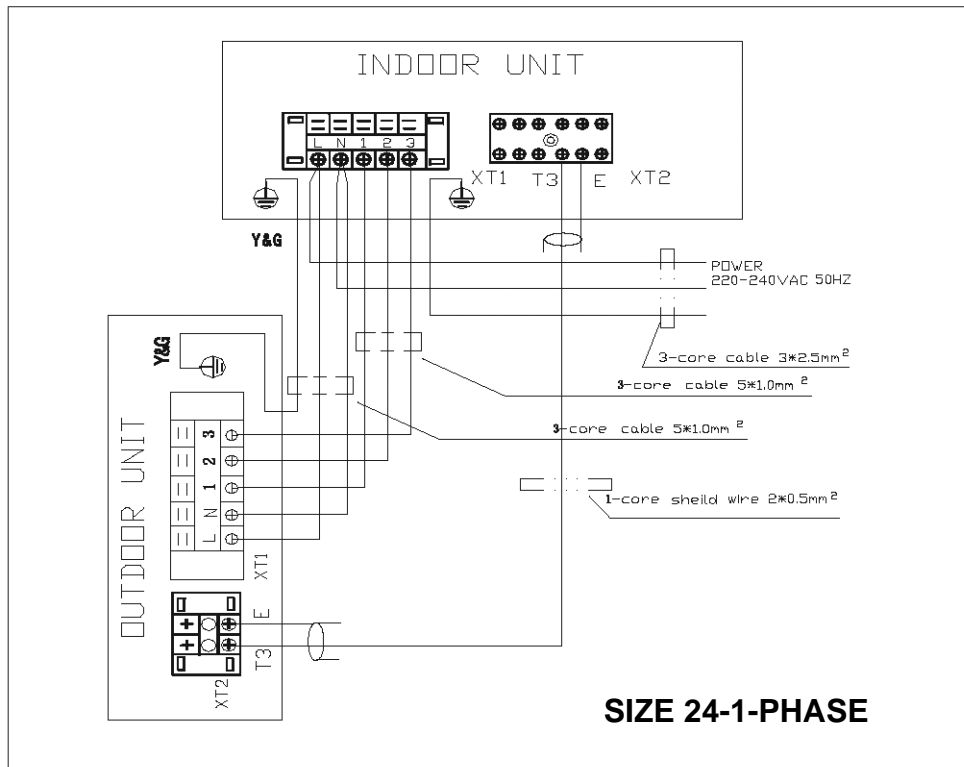 INDOOR UNIT
L N 1 2 3
XT1 T3 E XT2
Y&G
POWER
220-240VAC 50HZ
3-core cable 3*2.5mm²
3-core cable 5*1.0mm²
3-core cable 5*1.0mm²
1-core sheild wire 2*0.5mm²
Y&G
OUTDOOR UNIT
3
2
1
N
L
XT1
E
T3
XT2
SIZE 24-1-PHASE